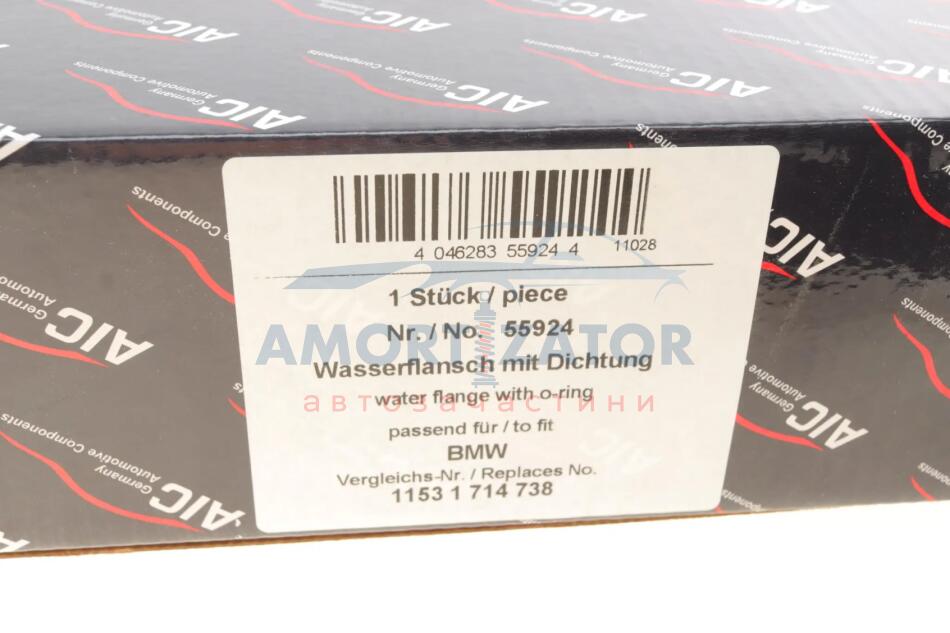 AIC Germany
Automotive Components
4 046283 55924 4
11028
1 Stück / piece
Nr. / No. 55924
Wasserflansch mit Dichtung
water flange with o-ring
passend für / to fit
BMW
Vergleichs-Nr. / Replaces No.
1153 1 714 738
AMORTIZATOR
автозачастини